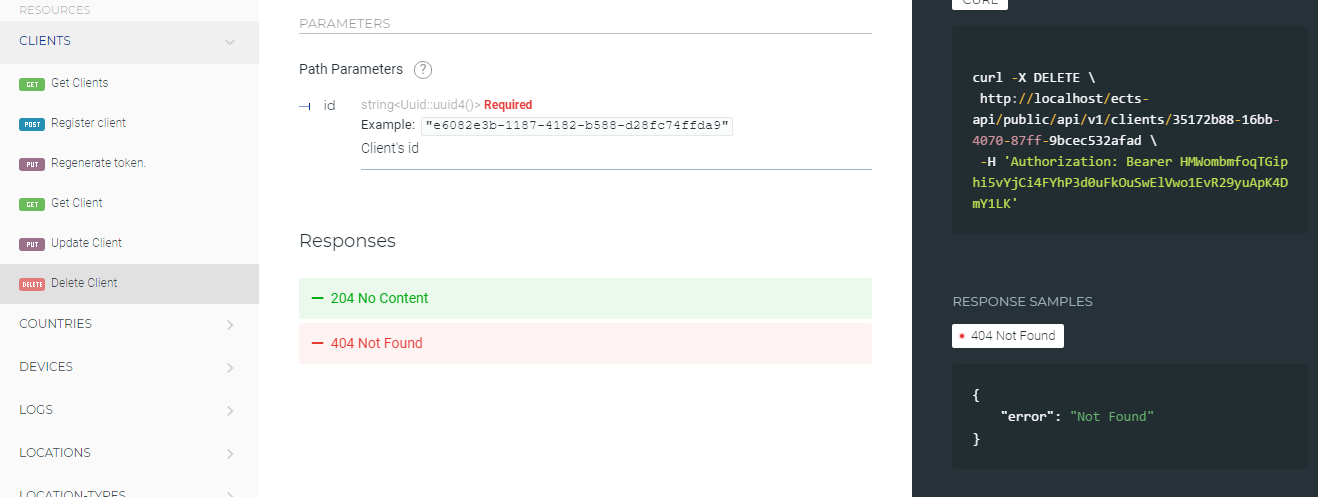 RESOURCES
CLIENTS
GET Get Clients
POST Register client
PUT Regenerate token.
GET Get Client
PUT Update Client
DELETE Delete Client
COUNTRIES
DEVICES
LOGS
LOCATIONS
LOCATION-TYPES
PARAMETERS
Path Parameters ?
id string<Uuid::uuid4()> Required
Example: "e6082e3b-1187-4182-b588-d28fc74ffda9"
Client's id
Responses
204 No Content
404 Not Found
CURL
curl -X DELETE \
http://localhost/ects-
api/public/api/v1/clients/35172b88-16bb-
4070-87ff-9bcec532afad \
-H 'Authorization: Bearer HMWombmfoqTGip
hi5vYjCi4FYhP3d0uFkOuSwElVwo1EvR29yuApK4D
mY1LK'
RESPONSE SAMPLES
404 Not Found
{
"error": "Not Found"
}